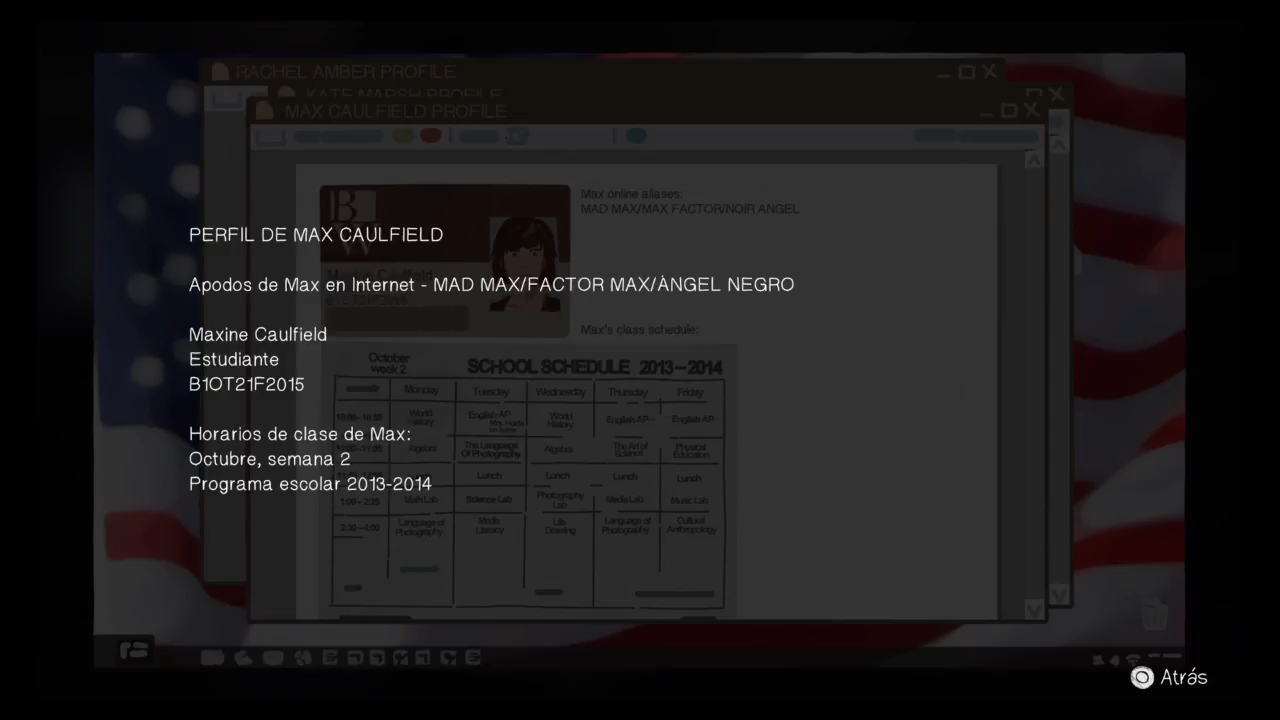 RACHEL AMBER PROFILE
KATE MARSH PROFILE
MAX CAULFIELD PROFILE
B
Max online aliases:
MAD MAX/MAX FACTOR/NOIR ANGEL
PERFIL DE MAX CAULFIELD
Apodos de Max en Internet - MAD MAX/FACTOR MAX/ÀNGEL NEGRO
Maxine Caulfield
Estudiante
B1OT21F2015
Horarios de clase de Max:
Octubre, semana 2
Programa escolar 2013-2014
Max's class schedule:
October week 2
SCHOOL SCHEDULE 2013-2014
Monday Tuesday Wednesday Thursday Friday
World History English AP World History English AP English AP
Algebra The Language Of Photography Algebra The Art of Science Physical Education
Lunch Lunch Lunch Lunch
Math Lab Science Lab Photography Lab Media Lab Music Lab
2:30-4:00 Language of Photography Media Literacy Life Drawing Language of Photography Cultural Anthropology
Atrás